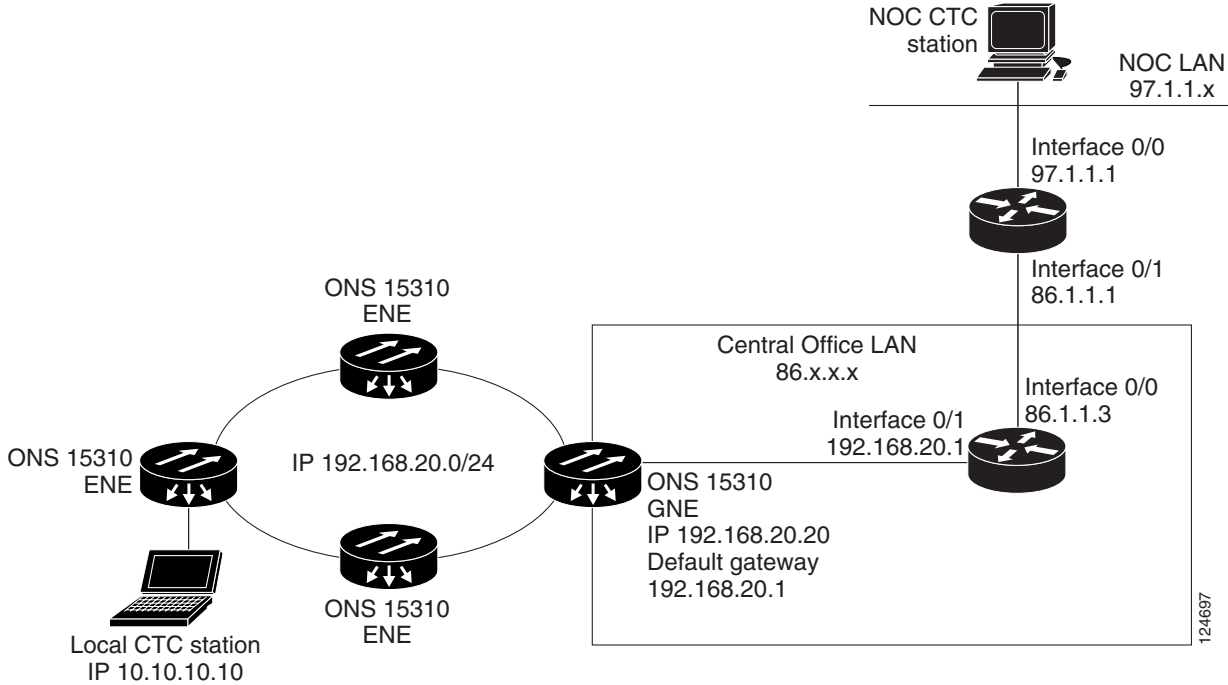 NOC CTC
station
NOC LAN
97.1.1.x
Interface 0/0
97.1.1.1
Interface 0/1
86.1.1.1
ONS 15310
ENE
Central Office LAN
86.x.x.x
Interface 0/0
86.1.1.3
Interface 0/1
192.168.20.1
ONS 15310
ENE
IP 192.168.20.0/24
ONS 15310
GNE
IP 192.168.20.20
Default gateway
192.168.20.1
ONS 15310
ENE
Local CTC station
IP 10.10.10.10
124697